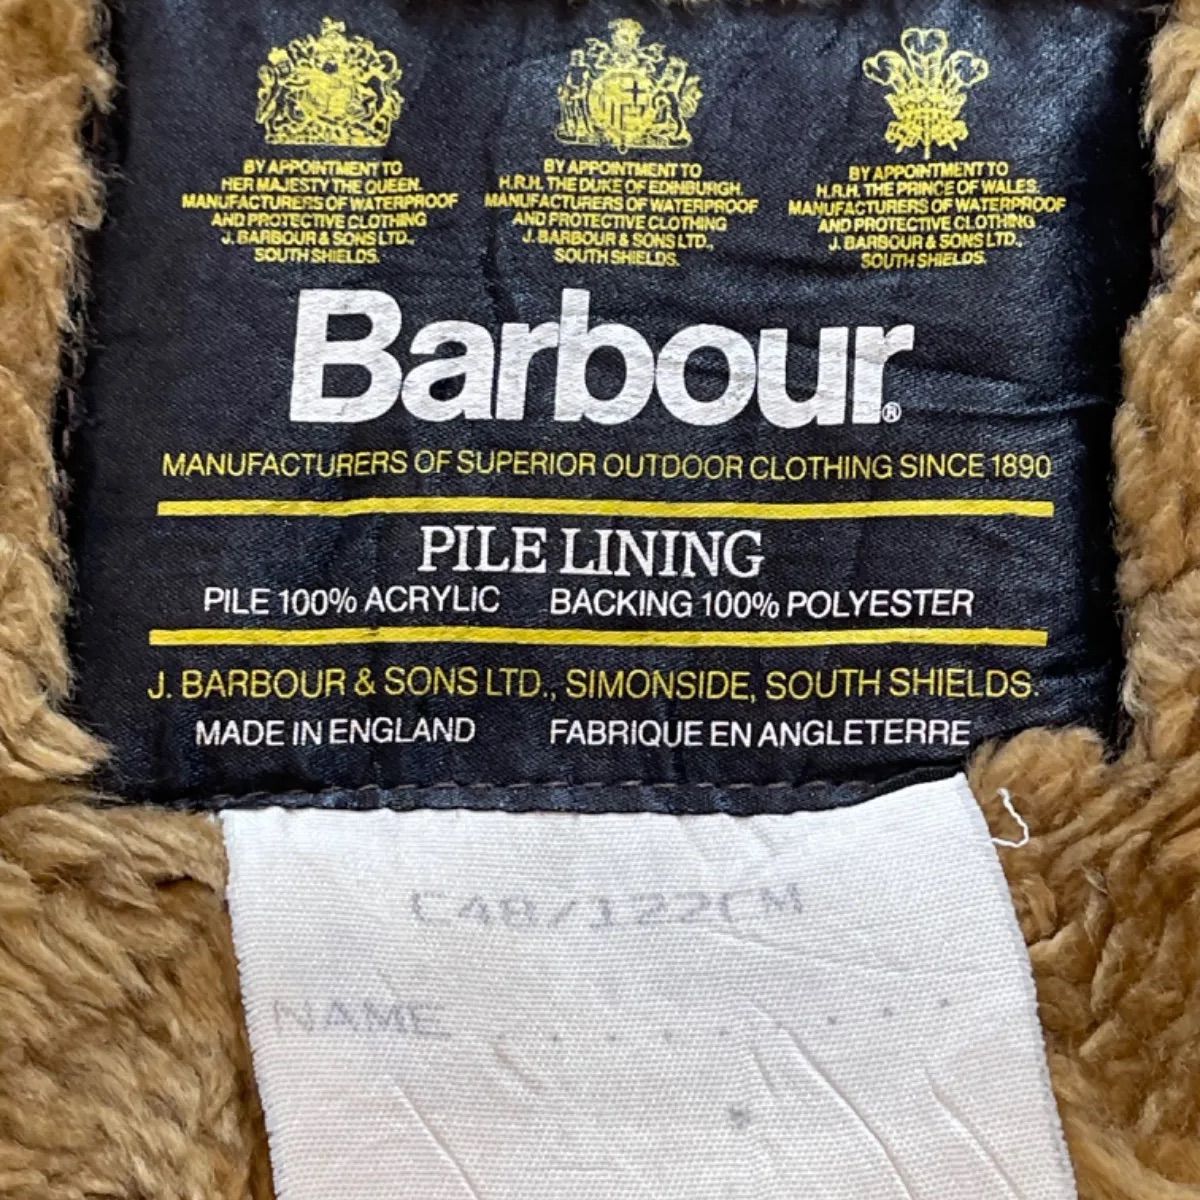 BY APPOINTMENT TO
HER MAJESTY THE QUEEN.
MANUFACTURERS OF WATERPROOF
AND PROTECTIVE CLOTHING
J. BARBOUR & SONS LTD.,
SOUTH SHIELDS.
BY APPOINTMENT TO
H.R.H. THE DUKE OF EDINBURGH.
MANUFACTURERS OF WATERPROOF
AND PROTECTIVE CLOTHING
J. BARBOUR & SONS LTD.,
SOUTH SHIELDS.
BY APPOINTMENT TO
H.R.H. THE PRINCE OF WALES.
MANUFACTURERS OF WATERPROOF
AND PROTECTIVE CLOTHING
J. BARBOUR & SONS LTD.,
SOUTH SHIELDS.
Barbour®
MANUFACTURERS OF SUPERIOR OUTDOOR CLOTHING SINCE 1890
PILE LINING
PILE 100% ACRYLIC BACKING 100% POLYESTER
J. BARBOUR & SONS LTD., SIMONSIDE, SOUTH SHIELDS.
MADE IN ENGLAND FABRIQUE EN ANGLETERRE
C48/122CM
NAME .........